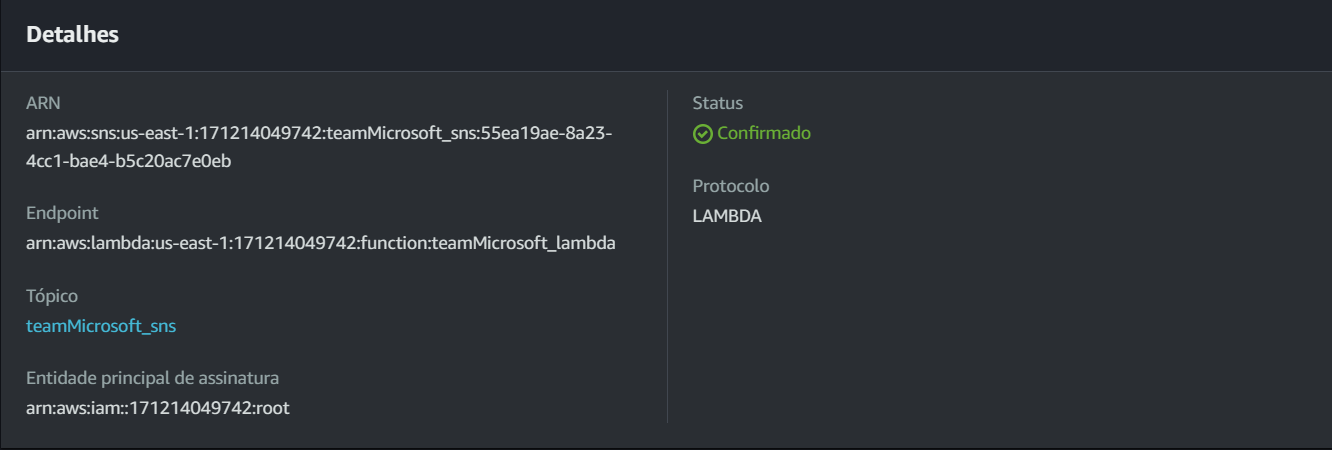 Detalhes
ARN
arn:aws:sns:us-east-1:171214049742:teamMicrosoft_sns:55ea19ae-8a23-
4cc1-bae4-b5c20ac7e0eb
Endpoint
arn:aws:lambda:us-east-1:171214049742:function:teamMicrosoft_lambda
Tópico
teamMicrosoft_sns
Entidade principal de assinatura
arn:aws:iam::171214049742:root
Status
Confirmado
Protocolo
LAMBDA